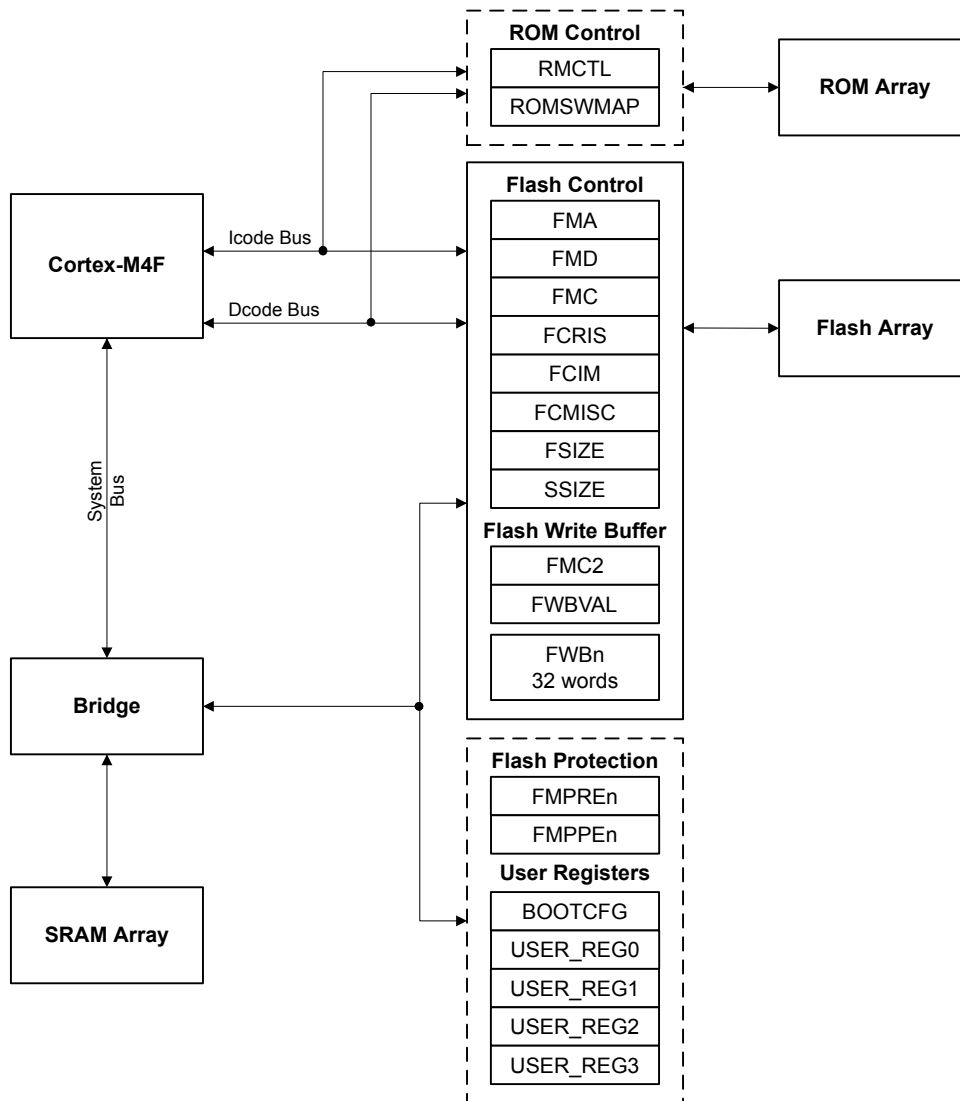 ROM Control
RMCTL
ROMSWMAP
ROM Array
Flash Control
FMA
FMD
FMC
FCRIS
FCIM
FCMISC
FSIZE
SSIZE
Flash Write Buffer
FMC2
FWBVAL
FWBn
32 words
Cortex-M4F
Icode Bus
Dcode Bus
Flash Array
System
Bus
Bridge
SRAM Array
Flash Protection
FMPREn
FMPPEn
User Registers
BOOTCFG
USER_REG0
USER_REG1
USER_REG2
USER_REG3